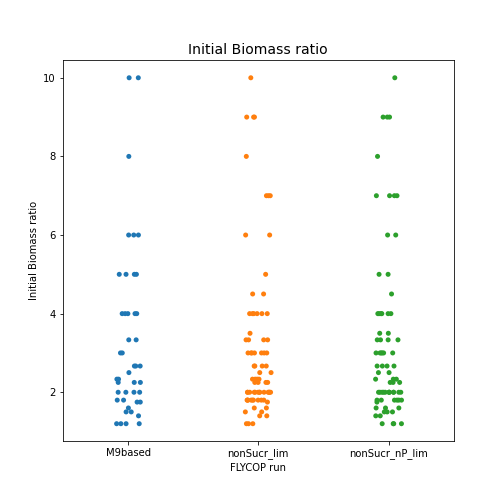 Initial Biomass ratio
Initial Biomass ratio
10
8
6
4
2
M9based
nonSucr_lim
nonSucr_nP_lim
FLYCOP run